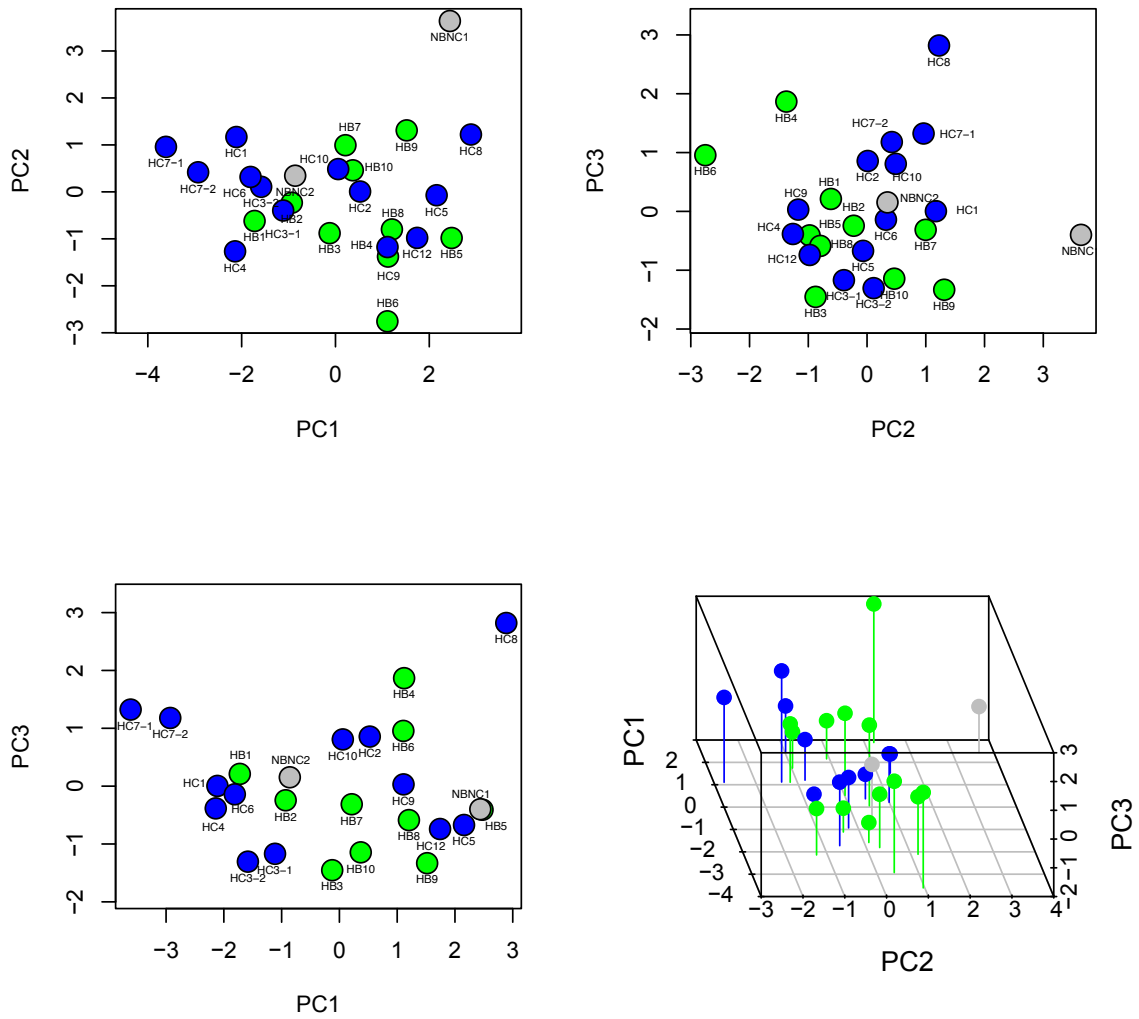 3
2
1
0
−1
−2
−3
PC2
−4
−2
0
2
PC1
NBNC1
HB7
HB9
HC8
HC1
HC7−1
HC10
HB10
HC7−2
HC6
NBNC2
HC3−2
HB2
HC2
HC5
HB8
HB1
HC3−1
HB3
HB4
HC12
HB5
HC4
HC9
HB6
3
2
1
0
−1
−2
PC3
−3
−2
−1
0
1
2
3
PC2
HC8
HB4
HC7−2
HC7−1
HB6
HC2
HC10
HB1
HC9
NBNC2
HB2
HC1
HC4
HB5
HC6
HB7
NBNC
HB8
HC12
HC5
HC3−1
HB10
HB3
HC3−2
HB9
3
2
1
0
−1
−2
PC3
−3
−2
−1
0
1
2
3
PC1
HC8
HB4
HC7−1
HC7−2
HC10
HC2
HB6
HB1
NBNC2
HC1
HC6
HC9
NBNC1
HC4
HB2
HB7
HB5
HB8
HC12
HC5
HC3−2
HC3−1
HB3
HB10
HB9
PC1
2
1
0
−1
−2
−3
−4
−3
−2
−1
0
1
2
3
4
PC2
3
2
1
0
−1
−2
PC3